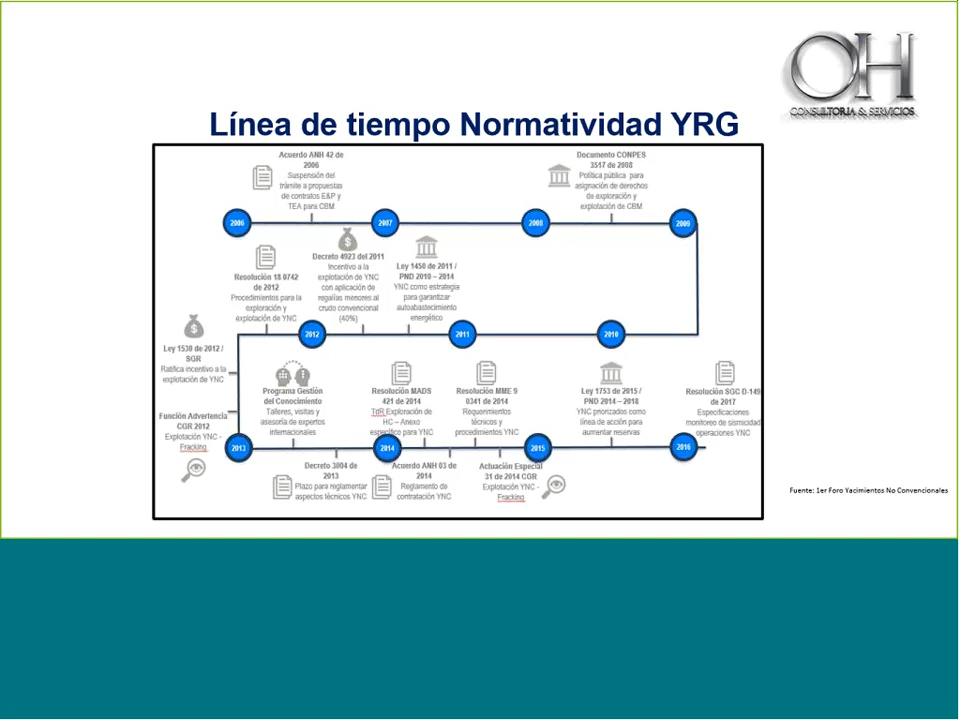 OH
CONSULTORIA & SERVICIOS
Línea de tiempo Normatividad YRG
Acuerdo ANH 42 de
2006
Suspensión del
trámite a propuestas
de contratos E&P y
TEA para CBM
Documento CONPES
3517 de 2008
Política pública para
asignación de derechos
de exploración y
explotación de CBM
2006
2007
2008
2009
Resolución 18 0742
de 2012
Procedimientos para la
exploración y
explotación de YNC
Decreto 4923 del 2011
Incentivo a la
explotación de YNC
con aplicación de
regalías menores al
crudo convencional
(40%)
Ley 1450 de 2011 /
PND 2010 – 2014
YNC como estrategia
para garantizar
autoabastecimiento
energético
2012
2011
2010
Ley 1530 de 2012 /
SGR
Ratifica incentivo a la
explotación de YNC
Función Advertencia
CGR 2012
Explotación YNC -
Fracking
Programa Gestión
del Conocimiento
Talleres, visitas y
asesoría de expertos
internacionales
Resolución MADS
421 de 2014
TdR Exploración de
HC – Anexo
específico para YNC
Resolución MME 9
0341 de 2014
Requerimientos
técnicos y
procedimientos YNC
Ley 1753 de 2015 /
PND 2014 – 2018
YNC priorizados como
línea de acción para
aumentar reservas
Resolución SGC D-149
de 2017
Especificaciones
monitoreo de sismicidad
operaciones YNC
2013
2014
2015
2016
Decreto 3004 de
2013
Plazo para reglamentar
aspectos técnicos YNC
Acuerdo ANH 03 de
2014
Reglamento de
contratación YNC
Actuación Especial
31 de 2014 CGR
Explotación YNC -
Fracking
Fuente: 1er Foro Yacimientos No Convencionales